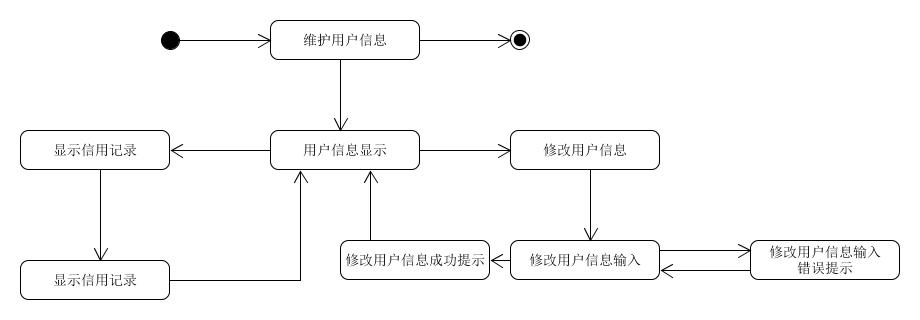 维护用户信息
显示信用记录
用户信息显示
修改用户信息
显示信用记录
修改用户信息成功提示
修改用户信息输入
修改用户信息输入
错误提示